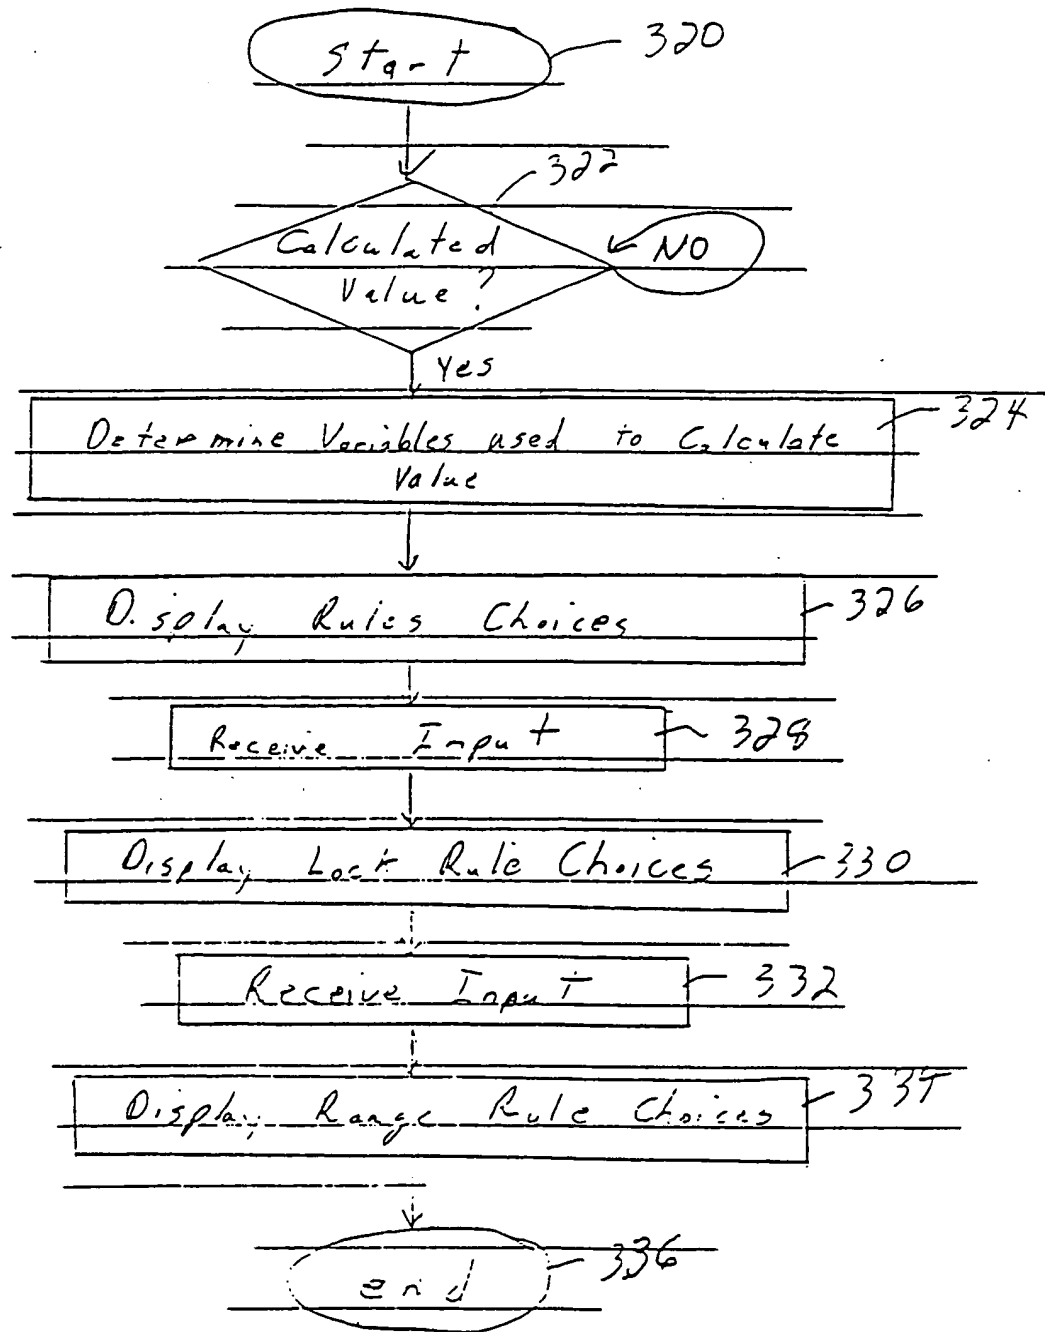 Start
320
322
Calculated
Value?
NO
Yes
324
Determine Variables used to Calculate
Value
326
Display Rules Choices
Receive Input
328
Display Lock Rule Choices
330
Receive Input
332
Display Range Rule Choices
334
end
336